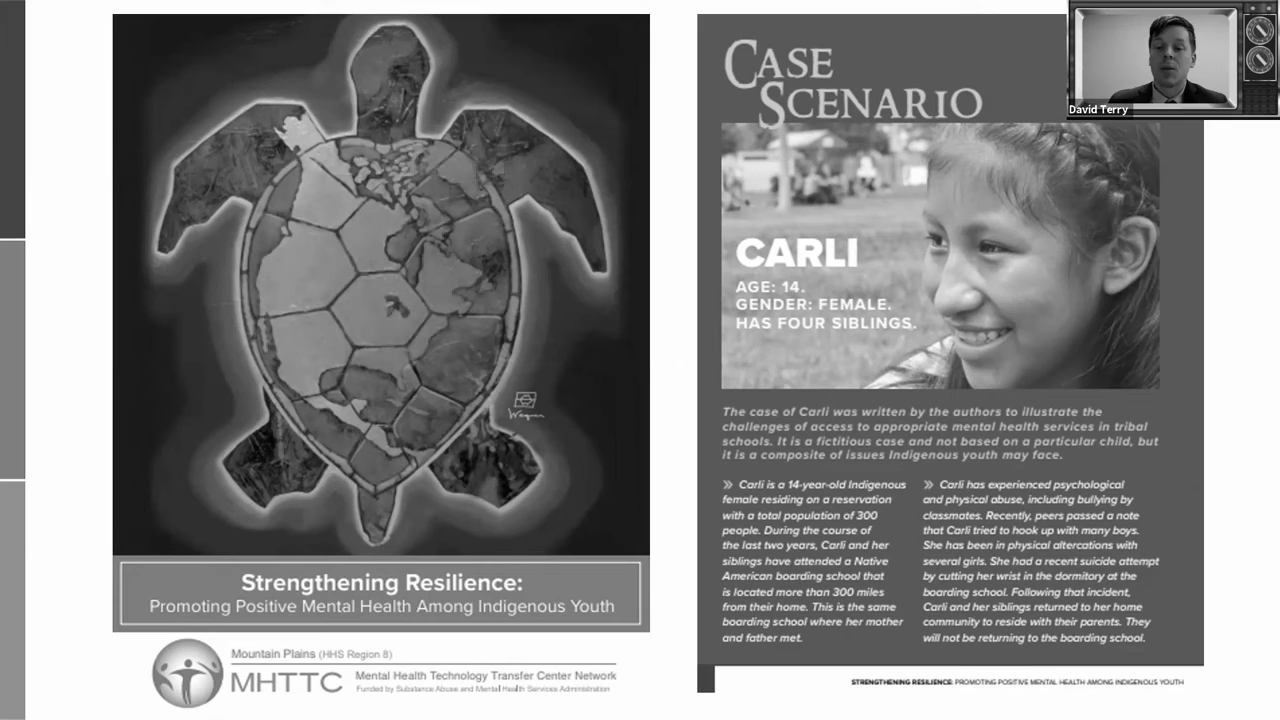 Strengthening Resilience:
Promoting Positive Mental Health Among Indigenous Youth
Mountain Plains (HHS Region 8)
MHTTC
Mental Health Technology Transfer Center Network
Funded by Substance Abuse and Mental Health Services Administration
CASE
SCENARIO
David Terry
CARLI
AGE: 14.
GENDER: FEMALE.
HAS FOUR SIBLINGS.
The case of Carli was written by the authors to illustrate the
challenges of access to appropriate mental health services in tribal
schools. It is a fictitious case and not based on a particular child, but
it is a composite of issues Indigenous youth may face.
» Carli is a 14-year-old Indigenous
female residing on a reservation
with a total population of 300
people. During the course of
the last two years, Carli and her
siblings have attended a Native
American boarding school that
is located more than 300 miles
from their home. This is the same
boarding school where her mother
and father met.
» Carli has experienced psychological
and physical abuse, including bullying by
classmates. Recently, peers passed a note
that Carli tried to hook up with many boys.
She has been in physical altercations with
several girls. She had a recent suicide attempt
by cutting her wrist in the dormitory at the
boarding school. Following that incident,
Carli and her siblings returned to her home
community to reside with their parents. They
will not be returning to the boarding school.
STRENGTHENING RESILIENCE: PROMOTING POSITIVE MENTAL HEALTH AMONG INDIGENOUS YOUTH